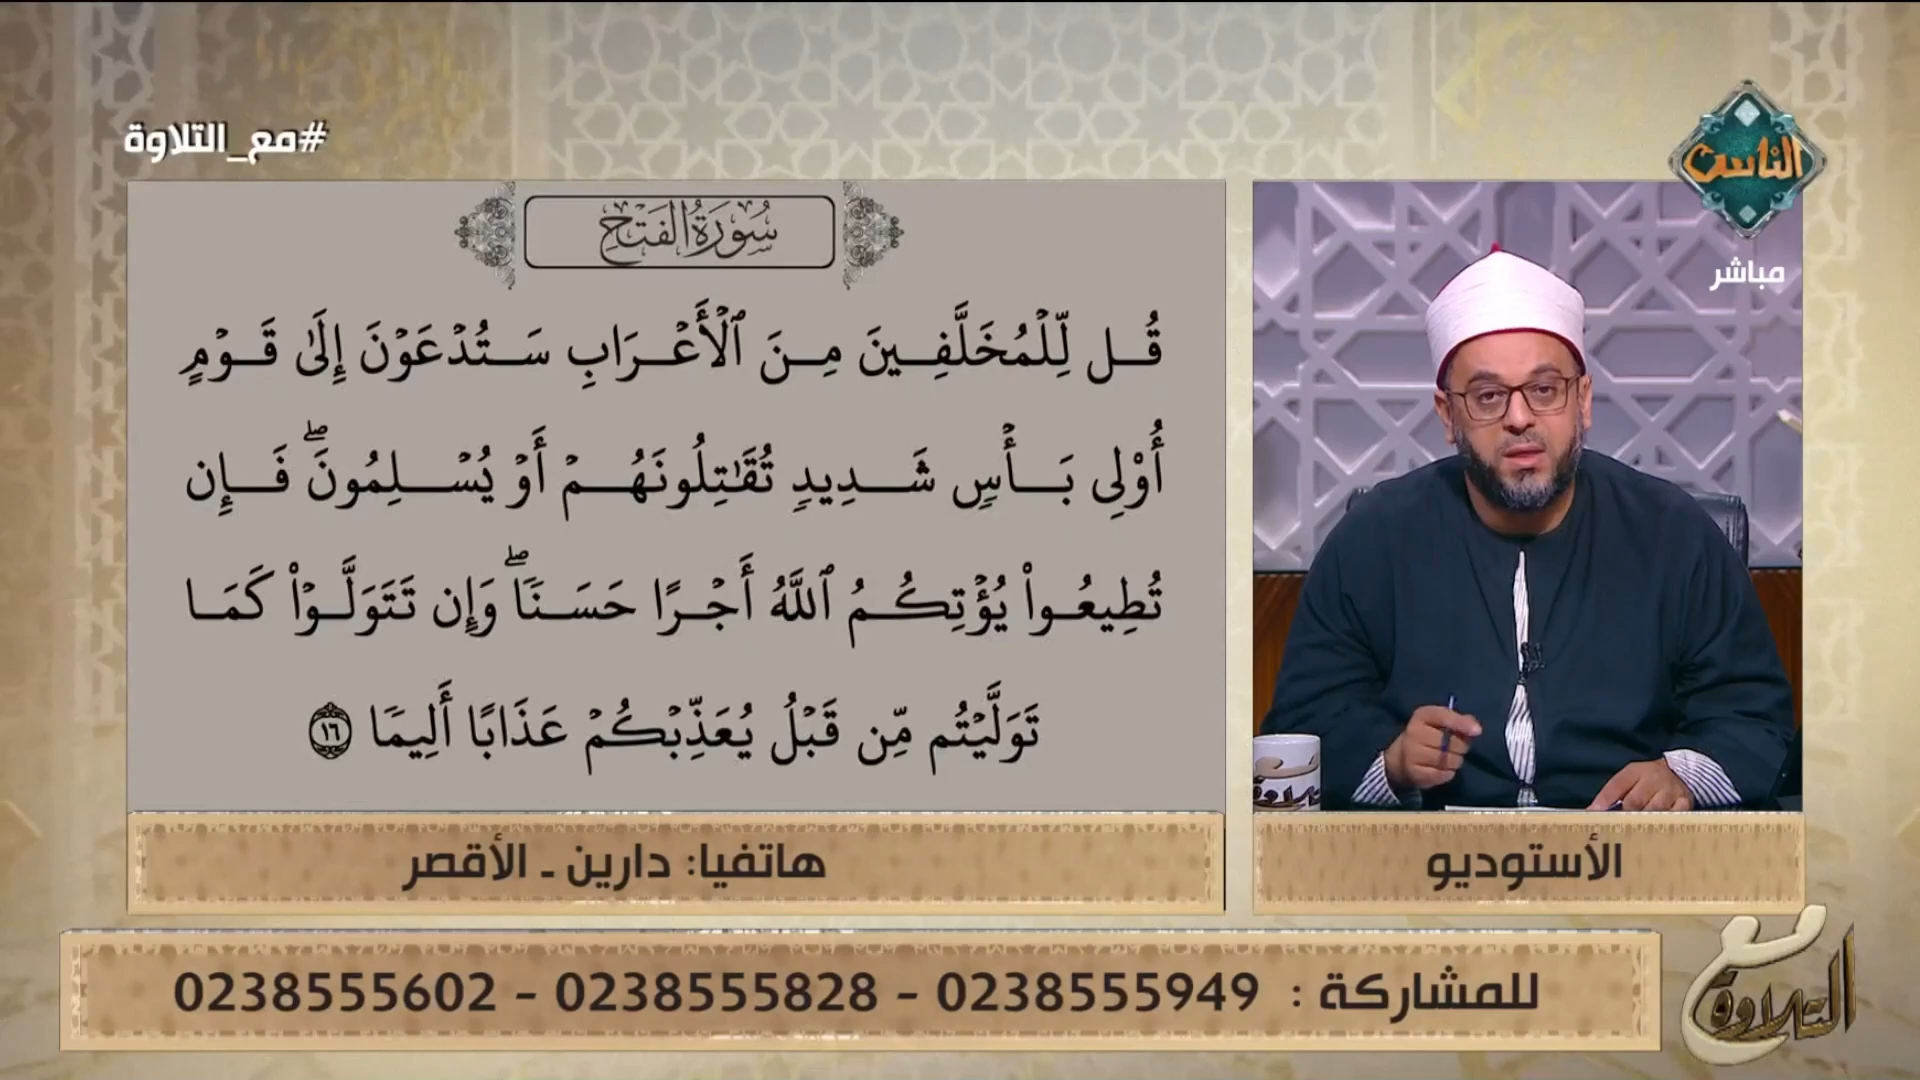 #مع_التلاوة
الناس
مباشر
سُورَةُ الفَتْحِ
قُل لِّلْمُخَلَّفِينَ مِنَ ٱلْأَعْرَابِ سَتُدْعَوْنَ إِلَىٰ قَوْمٍ
أُوْلِى بَأْسٍ شَدِيدٍ تُقَٰتِلُونَهُمْ أَوْ يُسْلِمُونَۖ فَإِن
تُطِيعُوا۟ يُؤْتِكُمُ ٱللَّهُ أَجْرًا حَسَنًاۖ وَإِن تَتَوَلَّوْا۟ كَمَا
تَوَلَّيْتُم مِّن قَبْلُ يُعَذِّبْكُمْ عَذَابًا أَلِيمًا ١٦
هاتفيا: دارين - الأقصر
الأستوديو
للمشاركة : 0238555949 - 0238555828 - 0238555602
مع التلاوة